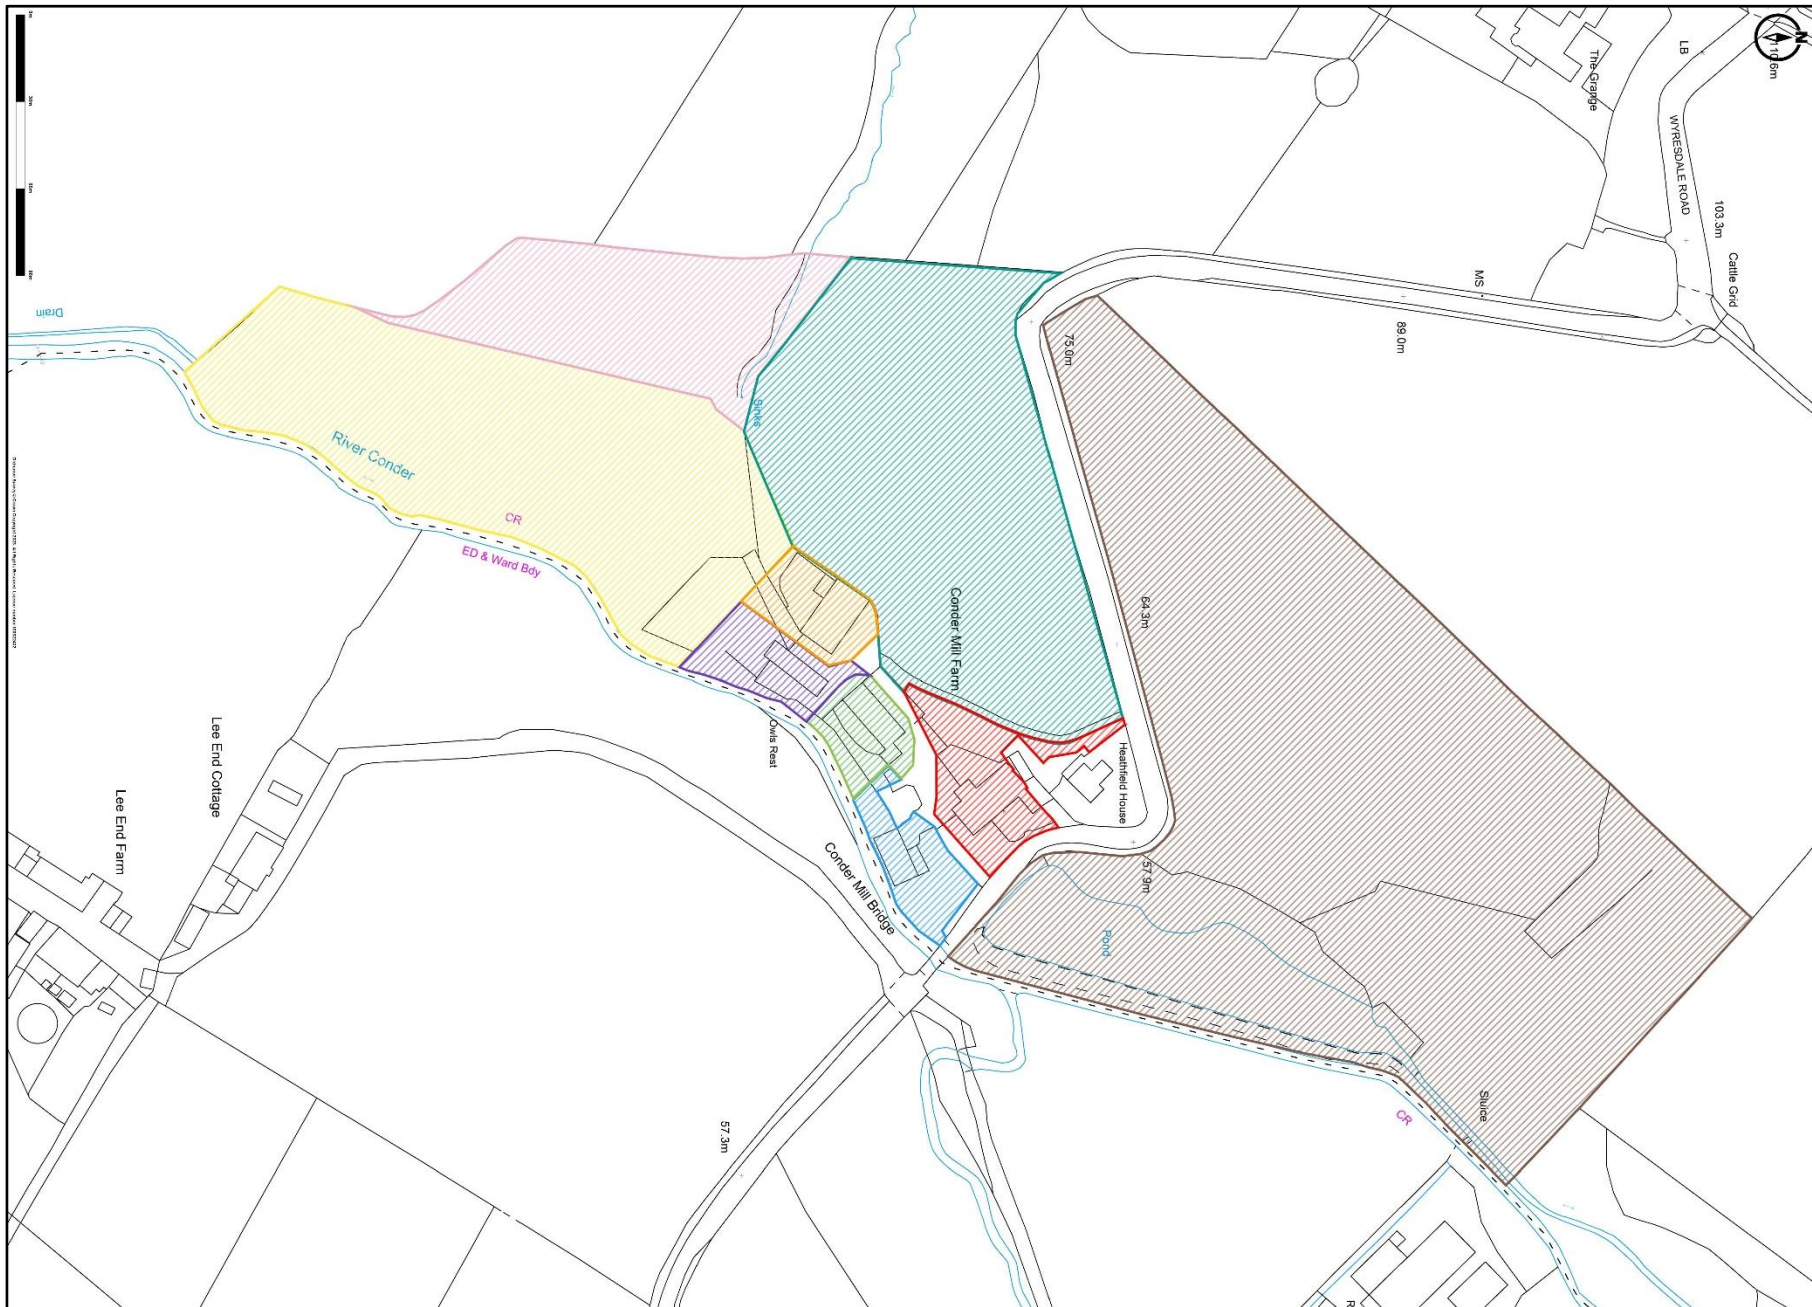 The Grange
LB
N
110.6m
WYRESDALE ROAD
103.3m
Cattle Grid
MS
89.0m
75.0m
Drain
Sinks
River Conder
CR
ED & Ward Bdy
Conder Mill Farm
64.3m
Owls Rest
Heathfield House
Lee End Cottage
Lee End Farm
Conder Mill Bridge
57.9m
Pond
Sluice
CR
57.3m
R